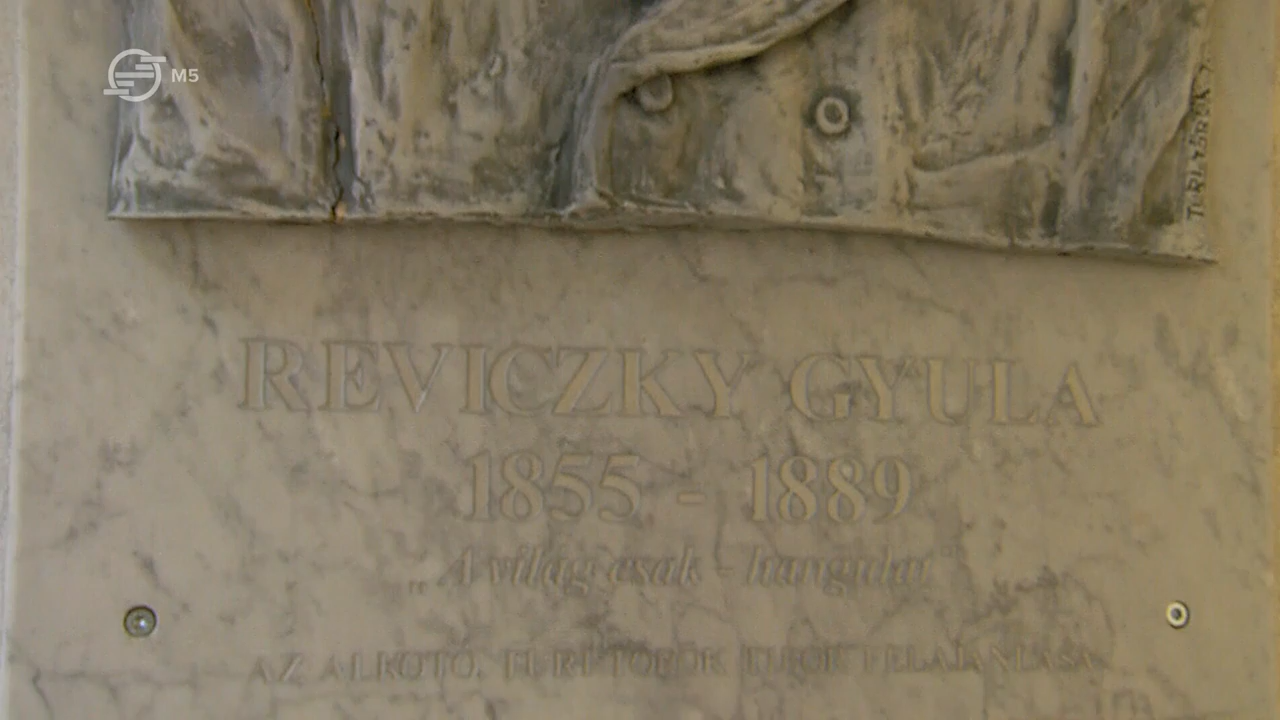 M5
REVICZKY GYULA
1855 - 1889
„A világ csak - hangulat
AZ ALKOTÓ, TURI TÖRÖK TIBOR FELAJÁNLÁSA